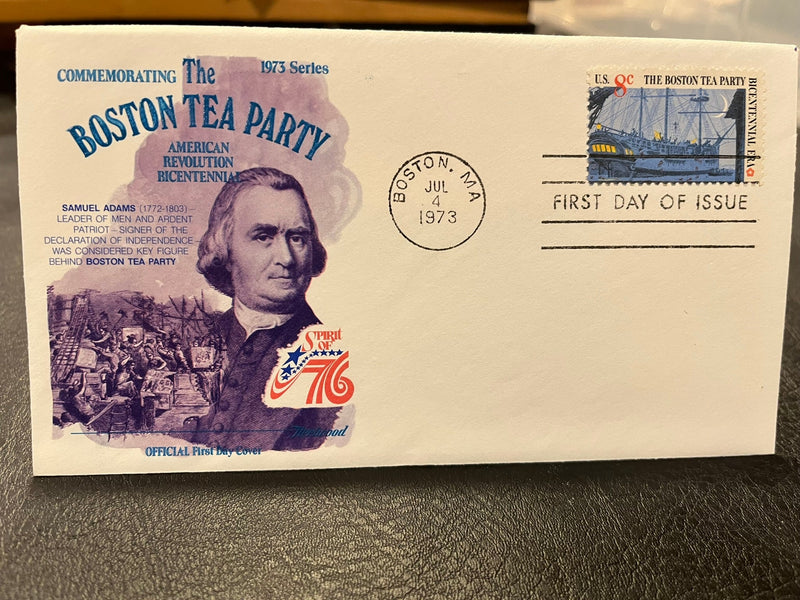 COMMEMORATING The 1973 Series
BOSTON TEA PARTY
AMERICAN
REVOLUTION
BICENTENNIAL
SAMUEL ADAMS (1772-1803) –
LEADER OF MEN AND ARDENT
PATRIOT – SIGNER OF THE
DECLARATION OF INDEPENDENCE
WAS CONSIDERED KEY FIGURE
BEHIND BOSTON TEA PARTY
SPIRIT
OF
76
Fleetwood
OFFICIAL First Day Cover
BOSTON, MA
JUL
4
1973
U.S. 8c THE BOSTON TEA PARTY
BICENTENNIAL ERA
FIRST DAY OF ISSUE